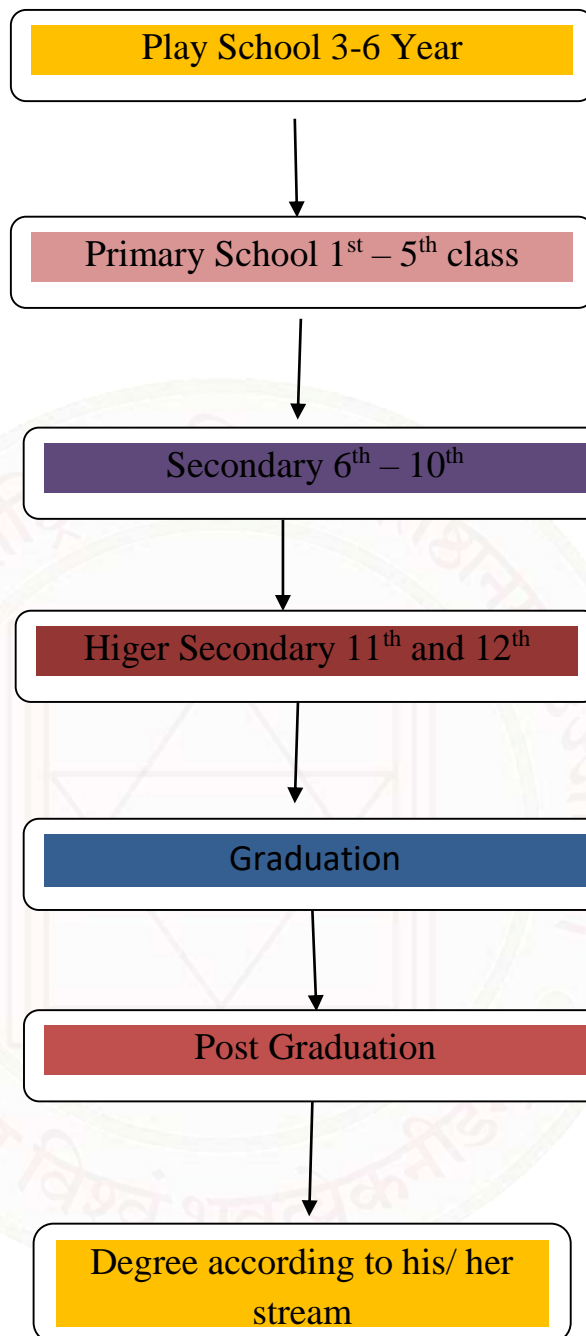 Play School 3-6 Year
Primary School 1st – 5th class
Secondary 6th – 10th
Higer Secondary 11th and 12th
Graduation
Post Graduation
Degree according to his/ her
stream